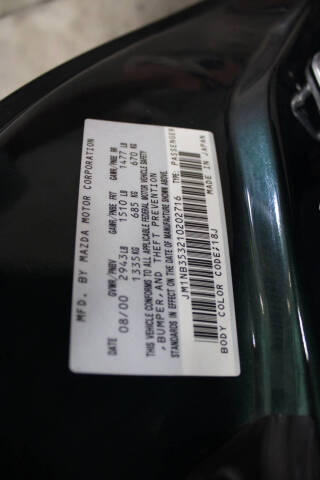 MFD. BY MAZDA MOTOR CORPORATION
DATE 08/00 GVWR/PNBV 2943LB 1335KG GAWR/PNBE FRT 1510 LB 685 KG GAWR/PNBE RR 1477 LB 670 KG
THIS VEHICLE CONFORMS TO ALL APPLICABLE FEDERAL MOTOR VEHICLE SAFETY
,BUMPER,AND THEFT PREVENTION
STANDARDS IN EFFECT ON THE DATE OF MANUFACTURE SHOWN ABOVE.
JM1NB353210202716 TYPE: PASSENGER
BODY COLOR CODE;18J MADE IN JAPAN